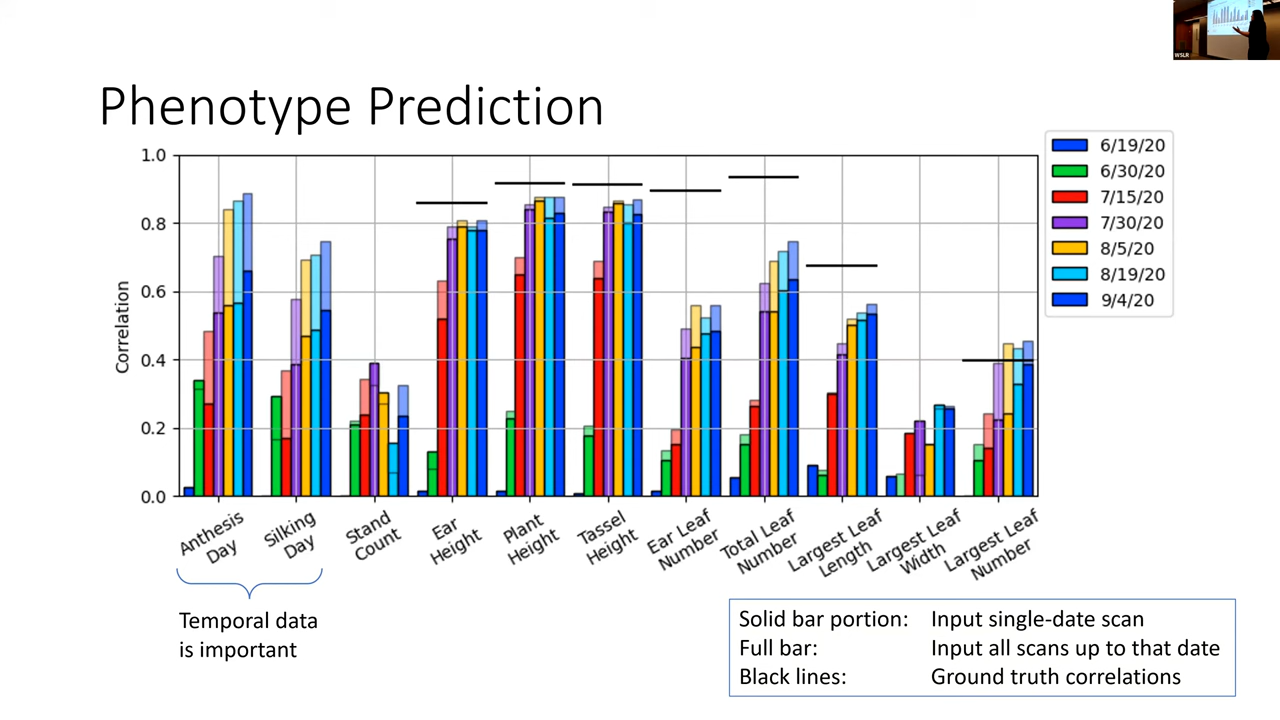 WSLR
Phenotype Prediction
1.0
0.8
0.6
0.4
0.2
0.0
Correlation
6/19/20
6/30/20
7/15/20
7/30/20
8/5/20
8/19/20
9/4/20
Anthesis
Day
Silking
Day
Stand
Count
Ear
Height
Plant
Height
Tassel
Height
Ear Leaf
Number
Total Leaf
Number
Largest Leaf
Length
Largest Leaf
Width
Largest Leaf
Number
Temporal data
is important
Solid bar portion: Input single-date scan
Full bar: Input all scans up to that date
Black lines: Ground truth correlations